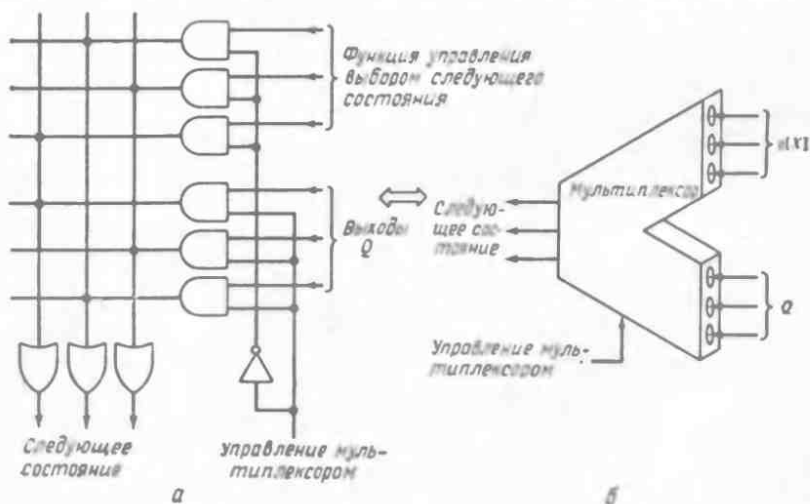 Функция управления
выбором следующего
состояния
Выходы
Q
Следующее
состояние
Управление муль-
типлексором
а
Мультиплексор
Следую-
щее сос-
тояние
Q
Управление муль-
типлексором
б